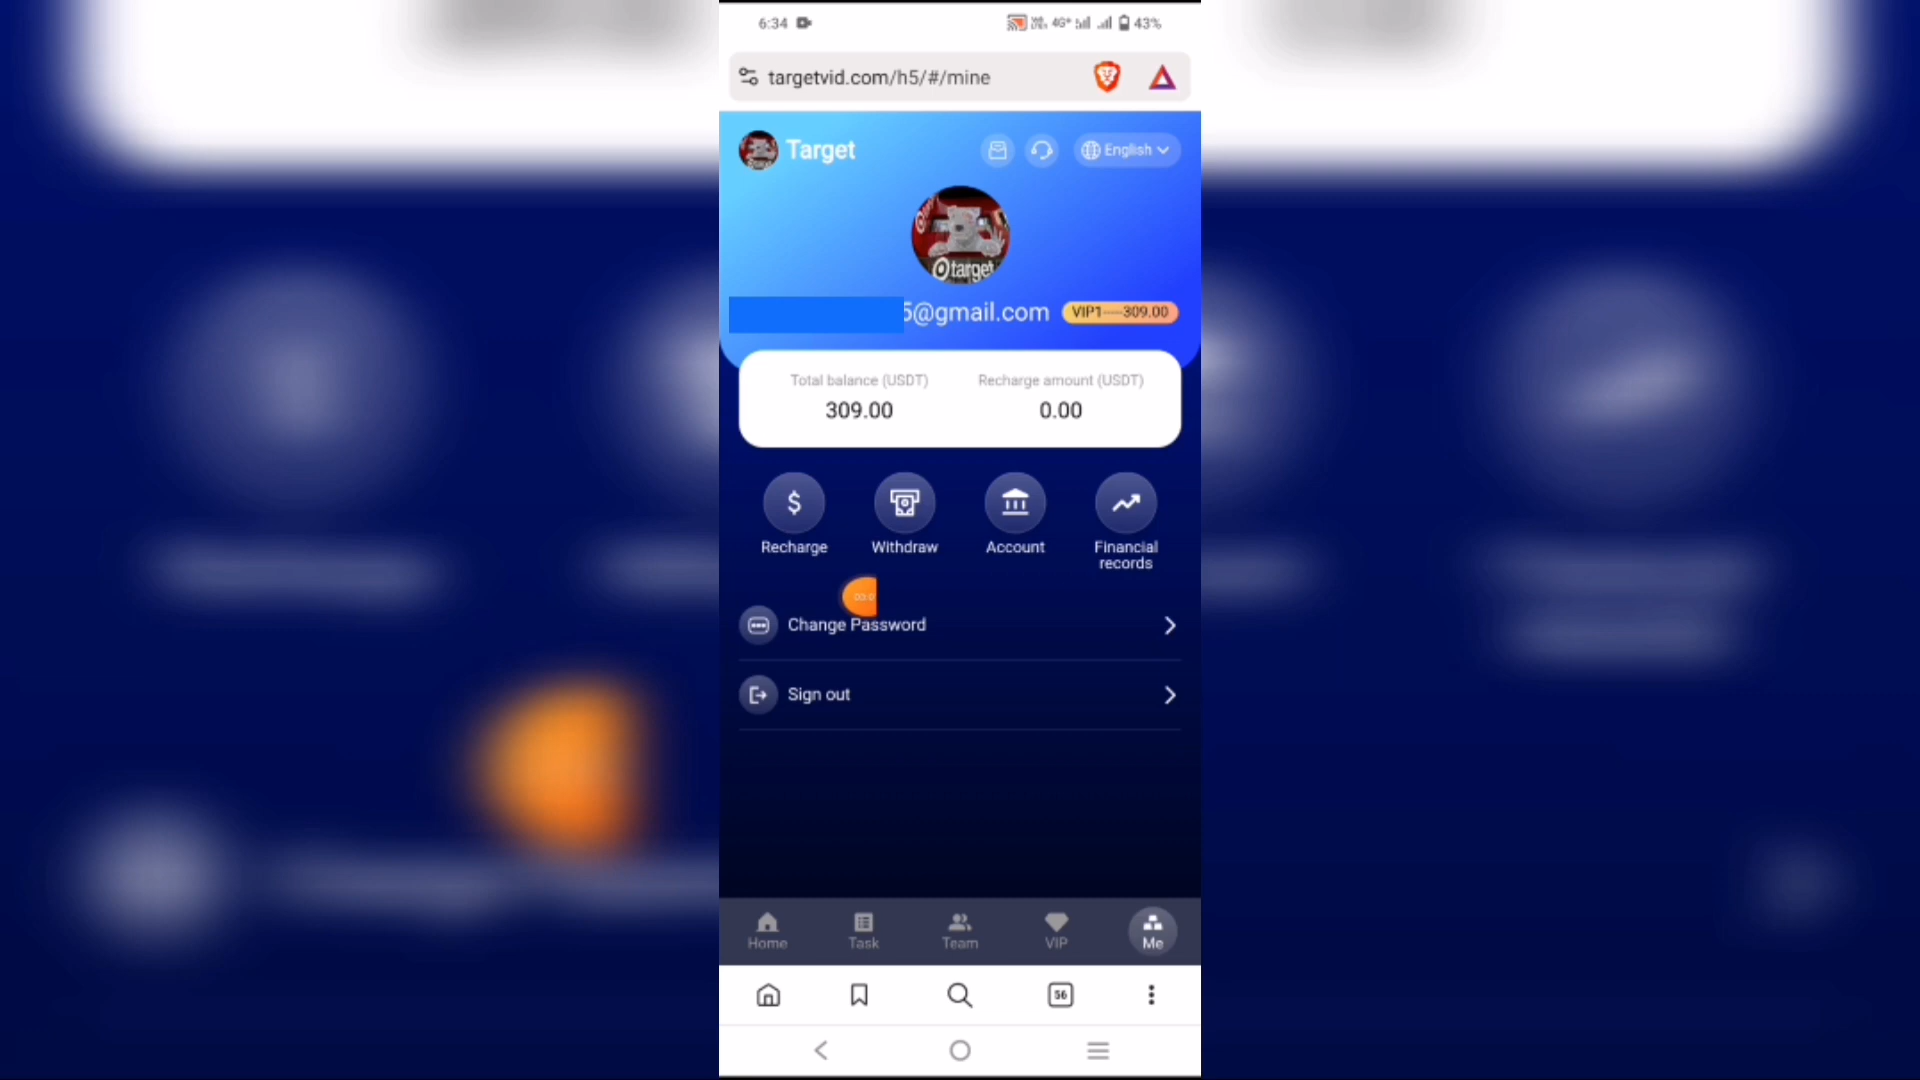 6:34 4G+ 43%
targetvid.com/h5/#/mine
Target English
target
5@gmail.com VIP1----309.00
Total balance (USDT) Recharge amount (USDT)
309.00 0.00
Recharge Withdraw Account Financial records
Change Password
Sign out
Home Task Team VIP Me
56